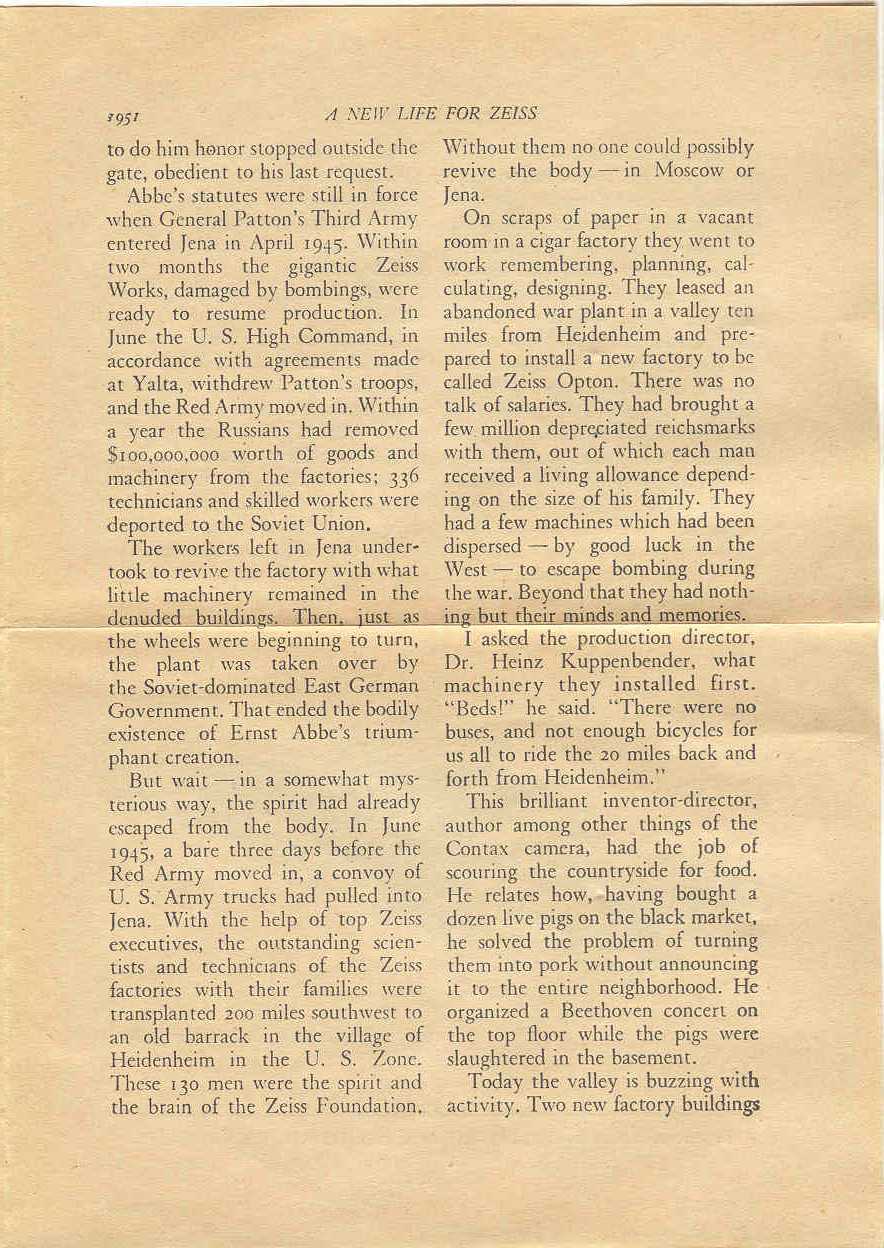 1951
A NEW LIFE FOR ZEISS
to do him honor stopped outside the
gate, obedient to his last request.
Abbe's statutes were still in force
when General Patton's Third Army
entered Jena in April 1945. Within
two months the gigantic Zeiss
Works, damaged by bombings, were
ready to resume production. In
June the U. S. High Command, in
accordance with agreements made
at Yalta, withdrew Patton's troops,
and the Red Army moved in. Within
a year the Russians had removed
$100,000,000 worth of goods and
machinery from the factories; 336
technicians and skilled workers were
deported to the Soviet Union.
The workers left in Jena under-
took to revive the factory with what
little machinery remained in the
denuded buildings. Then, just as
the wheels were beginning to turn,
the plant was taken over by
the Soviet-dominated East German
Government. That ended the bodily
existence of Ernst Abbe's trium-
phant creation.
But wait — in a somewhat mys-
terious way, the spirit had already
escaped from the body. In June
1945, a bare three days before the
Red Army moved in, a convoy of
U. S. Army trucks had pulled into
Jena. With the help of top Zeiss
executives, the outstanding scien-
tists and technicians of the Zeiss
factories with their families were
transplanted 200 miles southwest to
an old barrack in the village of
Heidenheim in the U. S. Zone.
These 130 men were the spirit and
the brain of the Zeiss Foundation.
Without them no one could possibly
revive the body — in Moscow or
Jena.
On scraps of paper in a vacant
room in a cigar factory they went to
work remembering, planning, cal-
culating, designing. They leased an
abandoned war plant in a valley ten
miles from Heidenheim and pre-
pared to install a new factory to be
called Zeiss Opton. There was no
talk of salaries. They had brought a
few million depreciated reichsmarks
with them, out of which each man
received a living allowance depend-
ing on the size of his family. They
had a few machines which had been
dispersed — by good luck in the
West — to escape bombing during
the war. Beyond that they had noth-
ing but their minds and memories.
I asked the production director,
Dr. Heinz Kuppenbender, what
machinery they installed first.
"Beds!" he said. "There were no
buses, and not enough bicycles for
us all to ride the 20 miles back and
forth from Heidenheim."
This brilliant inventor-director,
author among other things of the
Contax camera, had the job of
scouring the countryside for food.
He relates how, having bought a
dozen live pigs on the black market,
he solved the problem of turning
them into pork without announcing
it to the entire neighborhood. He
organized a Beethoven concert on
the top floor while the pigs were
slaughtered in the basement.
Today the valley is buzzing with
activity. Two new factory buildings